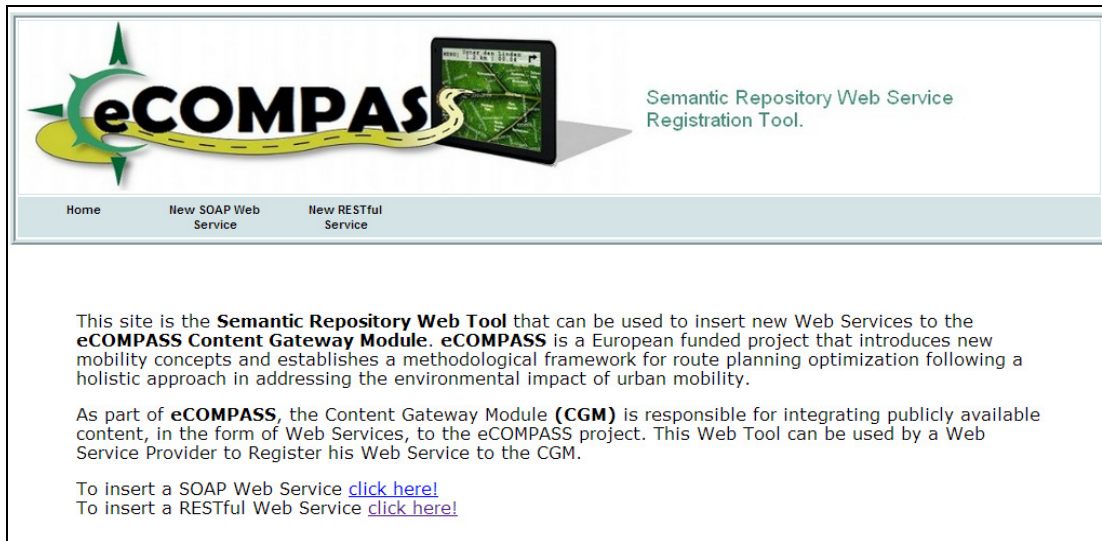 eCOMPASS
Semantic Repository Web Service
Registration Tool.
Home
New SOAP Web
Service
New RESTful
Service
This site is the Semantic Repository Web Tool that can be used to insert new Web Services to the
eCOMPASS Content Gateway Module. eCOMPASS is a European funded project that introduces new
mobility concepts and establishes a methodological framework for route planning optimization following a
holistic approach in addressing the environmental impact of urban mobility.
As part of eCOMPASS, the Content Gateway Module (CGM) is responsible for integrating publicly available
content, in the form of Web Services, to the eCOMPASS project. This Web Tool can be used by a Web
Service Provider to Register his Web Service to the CGM.
To insert a SOAP Web Service click here!
To insert a RESTful Web Service click here!